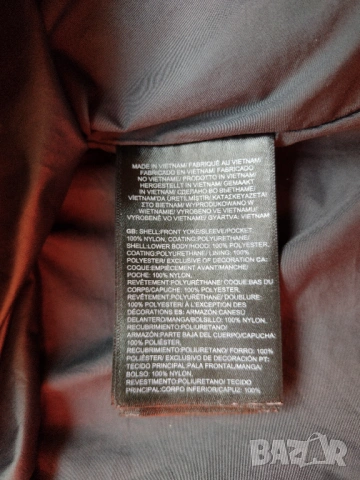 MADE IN VIETNAM/ FABRIQUÉ AU VIETNAM/
FABRICADO EN VIETNAM/ FABRICADO
NO VIETNAM/ PRODOTTO IN VIETNAM/
HERGESTELLT IN VIETNAM/ GEMAAKT
IN VIETNAM/ СДЕЛАНО ВО ВЬЕТНАМЕ/
VIETNAM'DA ÜRETİLMİŞTİR/ ΚΑΤΑΣΚΕΥΑΖΕΤΑΙ
ΣΤΟ ΒΙΕΤΝΑΜ/ WYPRODUKOWANO W
WIETNAMIE/ VYROBENO VE VIETNAMU/
VYROBENÉ VO VIETNAME
GB: SHELL:FRONT YOKE/SLEEVE/POCKET.
100% NYLON, COATING:POLYURETHANE/
SHELL:LOWER BODY/HOOD: 100% POLYESTER,
COATING:POLYURETHANE/ LINING: 100%
POLYESTER/ EXCLUSIVE OF DECORATION CA:
COQUE:EMPIÈCEMENT AVANT/MANCHE/
POCHE: 100% NYLON.
REVÊTEMENT:POLYURÉTHANE/ COQUE:BAS DU
CORPS/CAPUCHE: 100% POLYESTER.
REVÊTEMENT:POLYURÉTHANE/ DOUBLURE:
100% POLYESTER/ À L'EXCEPTION DES
DÉCORATIONS ES: ARMAZÓN:CANESÚ
DELANTERO/MANGA/BOLSILLO: 100% NYLON.
RECUBRIMIENTO:POLIURETANO/
ARMAZÓN:PARTE BAJA DEL CUERPO/CAPUCHA:
100% POLIÉSTER.
RECUBRIMIENTO:POLIURETANO/ FORRO: 100%
POLIÉSTER/ EXCLUSIVO DE DECORACIÓN PT:
TECIDO PRINCIPAL:PALA FRONTAL/MANGA/
BOLSO: 100% NYLON.
REVESTIMENTO:POLIURETANO/ TECIDO
PRINCIPAL:CORPO INFERIOR/CAPUZ: 100%
BAZAR
bg